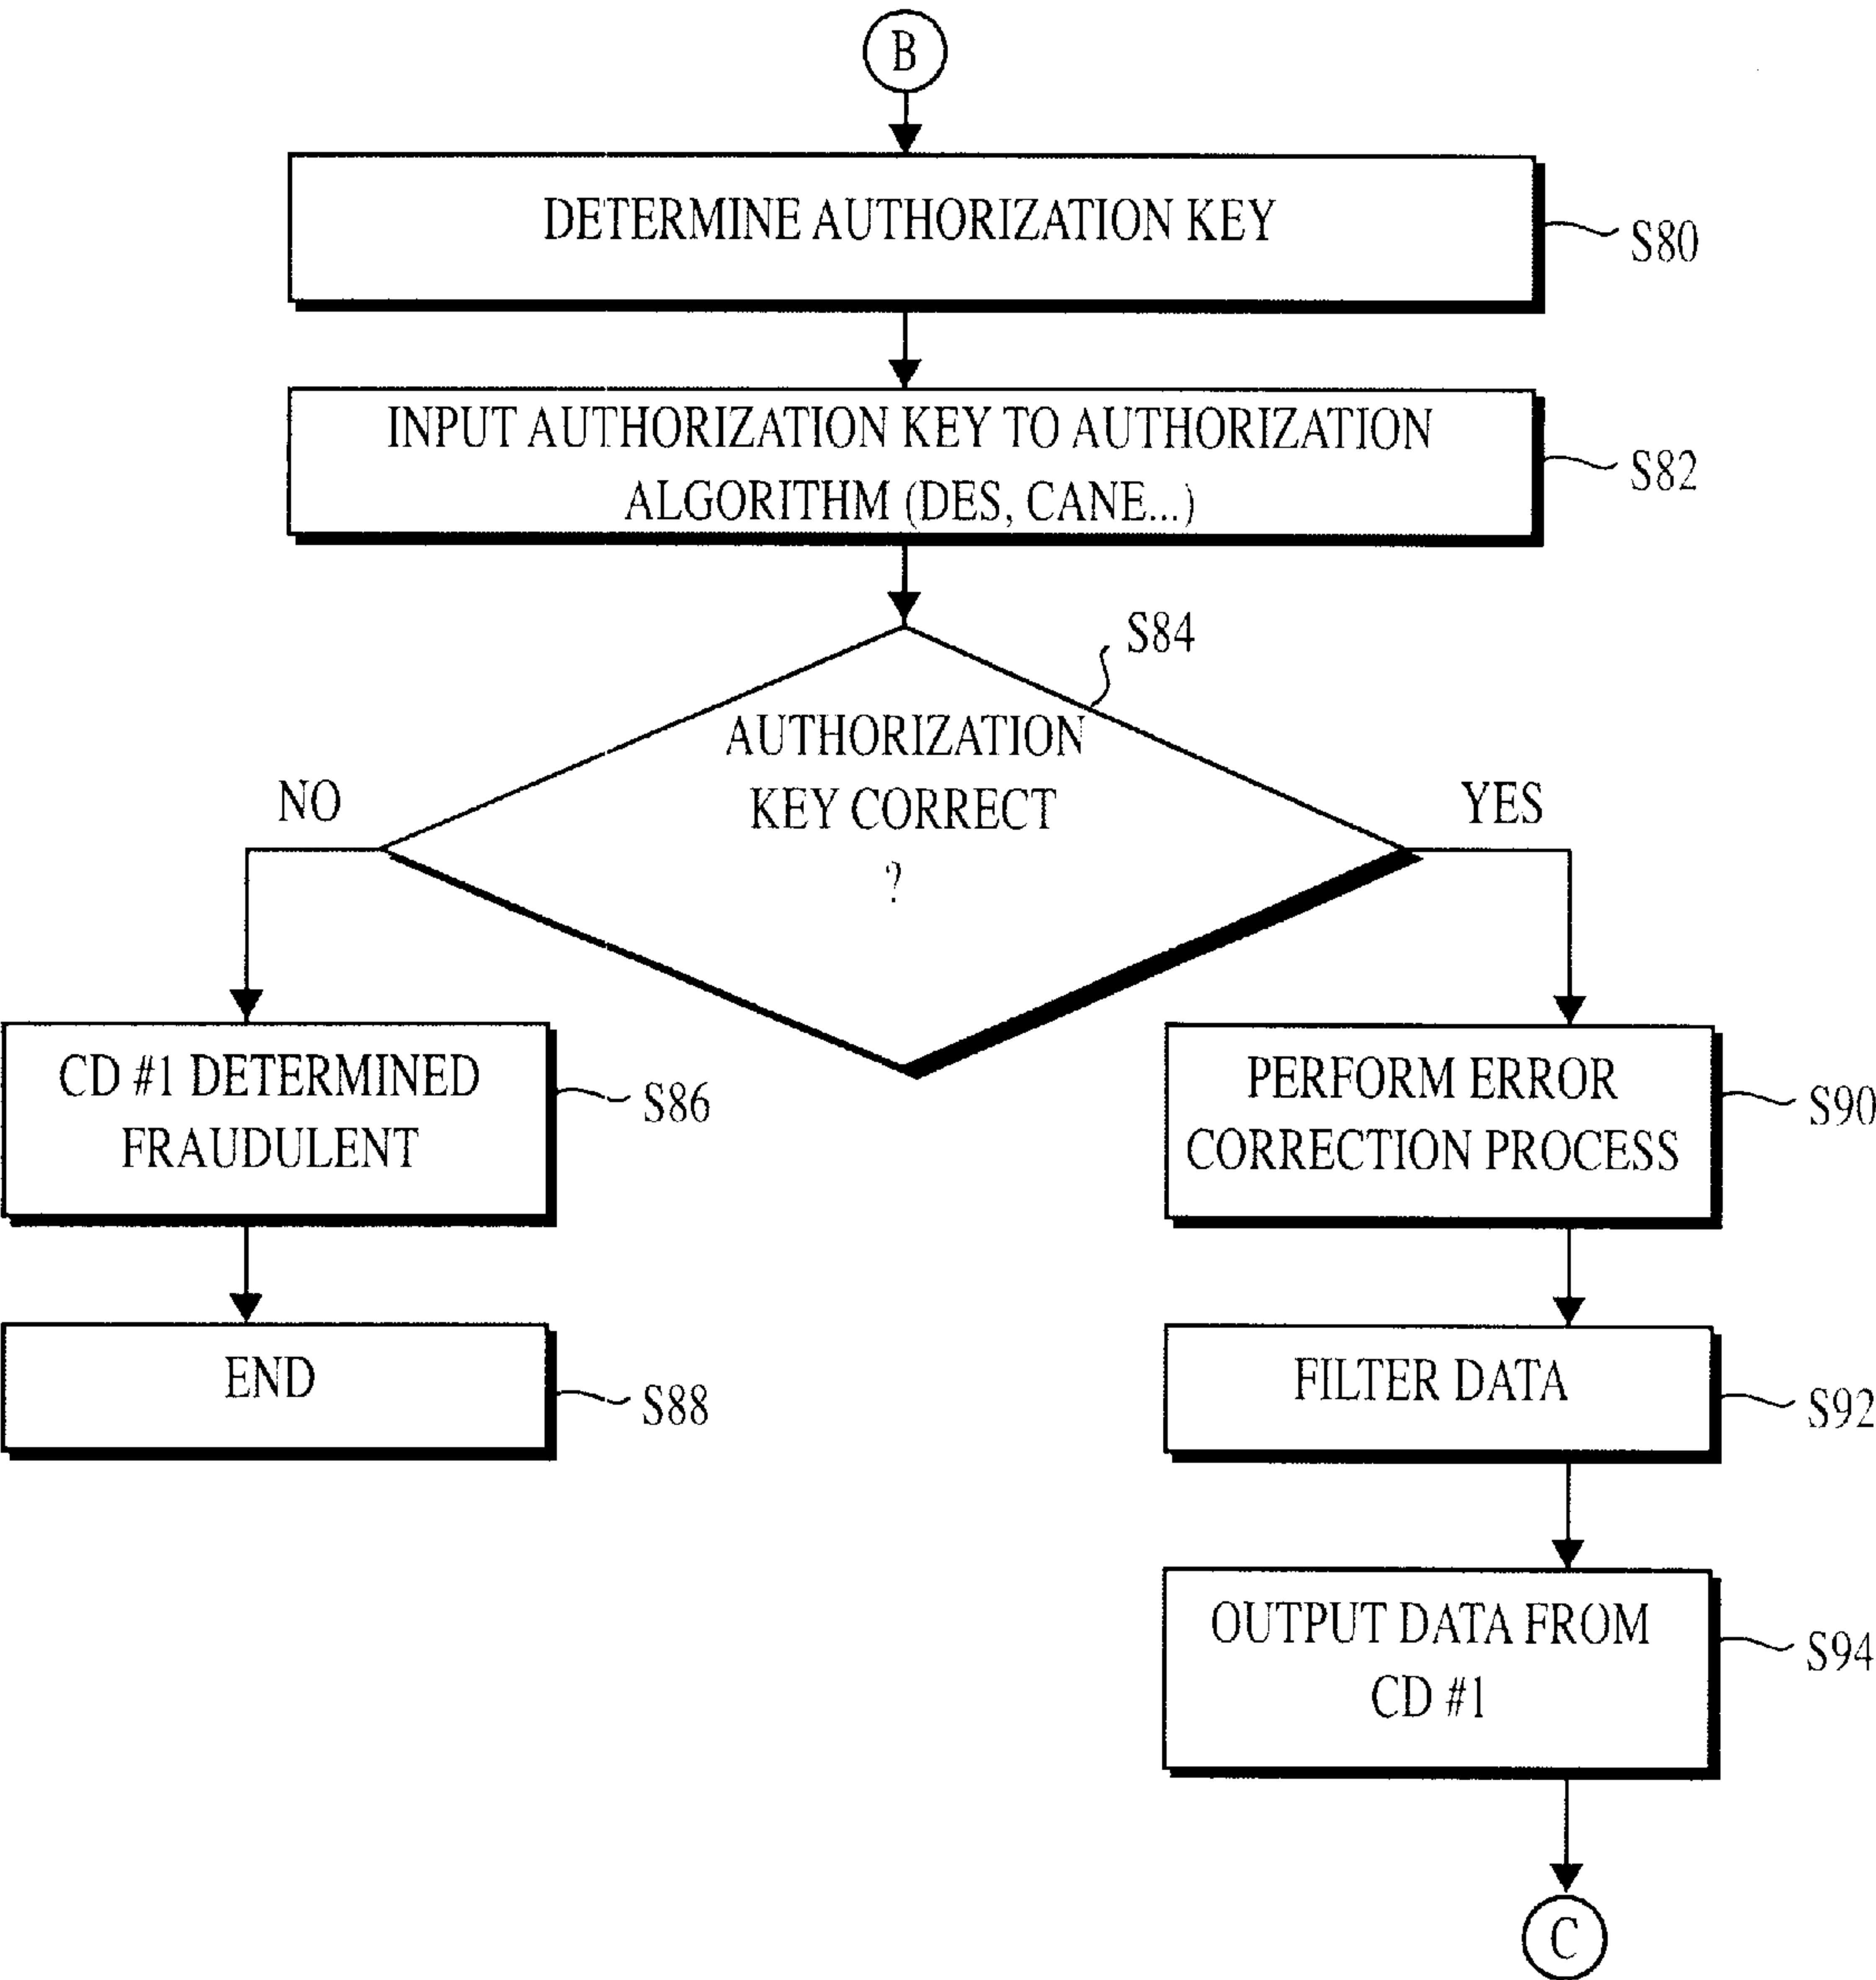 B
DETERMINE AUTHORIZATION KEY
S80
INPUT AUTHORIZATION KEY TO AUTHORIZATION
ALGORITHM (DES, CANE...)
S82
S84
AUTHORIZATION
KEY CORRECT
?
NO
YES
CD #1 DETERMINED
FRAUDULENT
S86
PERFORM ERROR
CORRECTION PROCESS
S90
END
S88
FILTER DATA
S92
OUTPUT DATA FROM
CD #1
S94
C